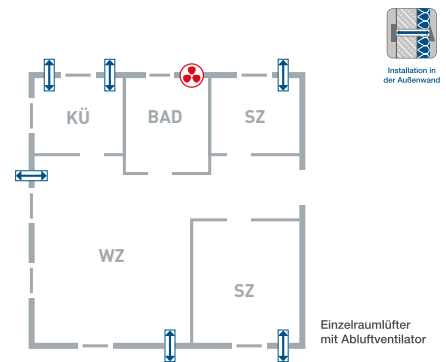 Installation in
der Außenwand
KÜ
BAD
SZ
WZ
SZ
Einzelraumlüfter
mit Abluftventilator